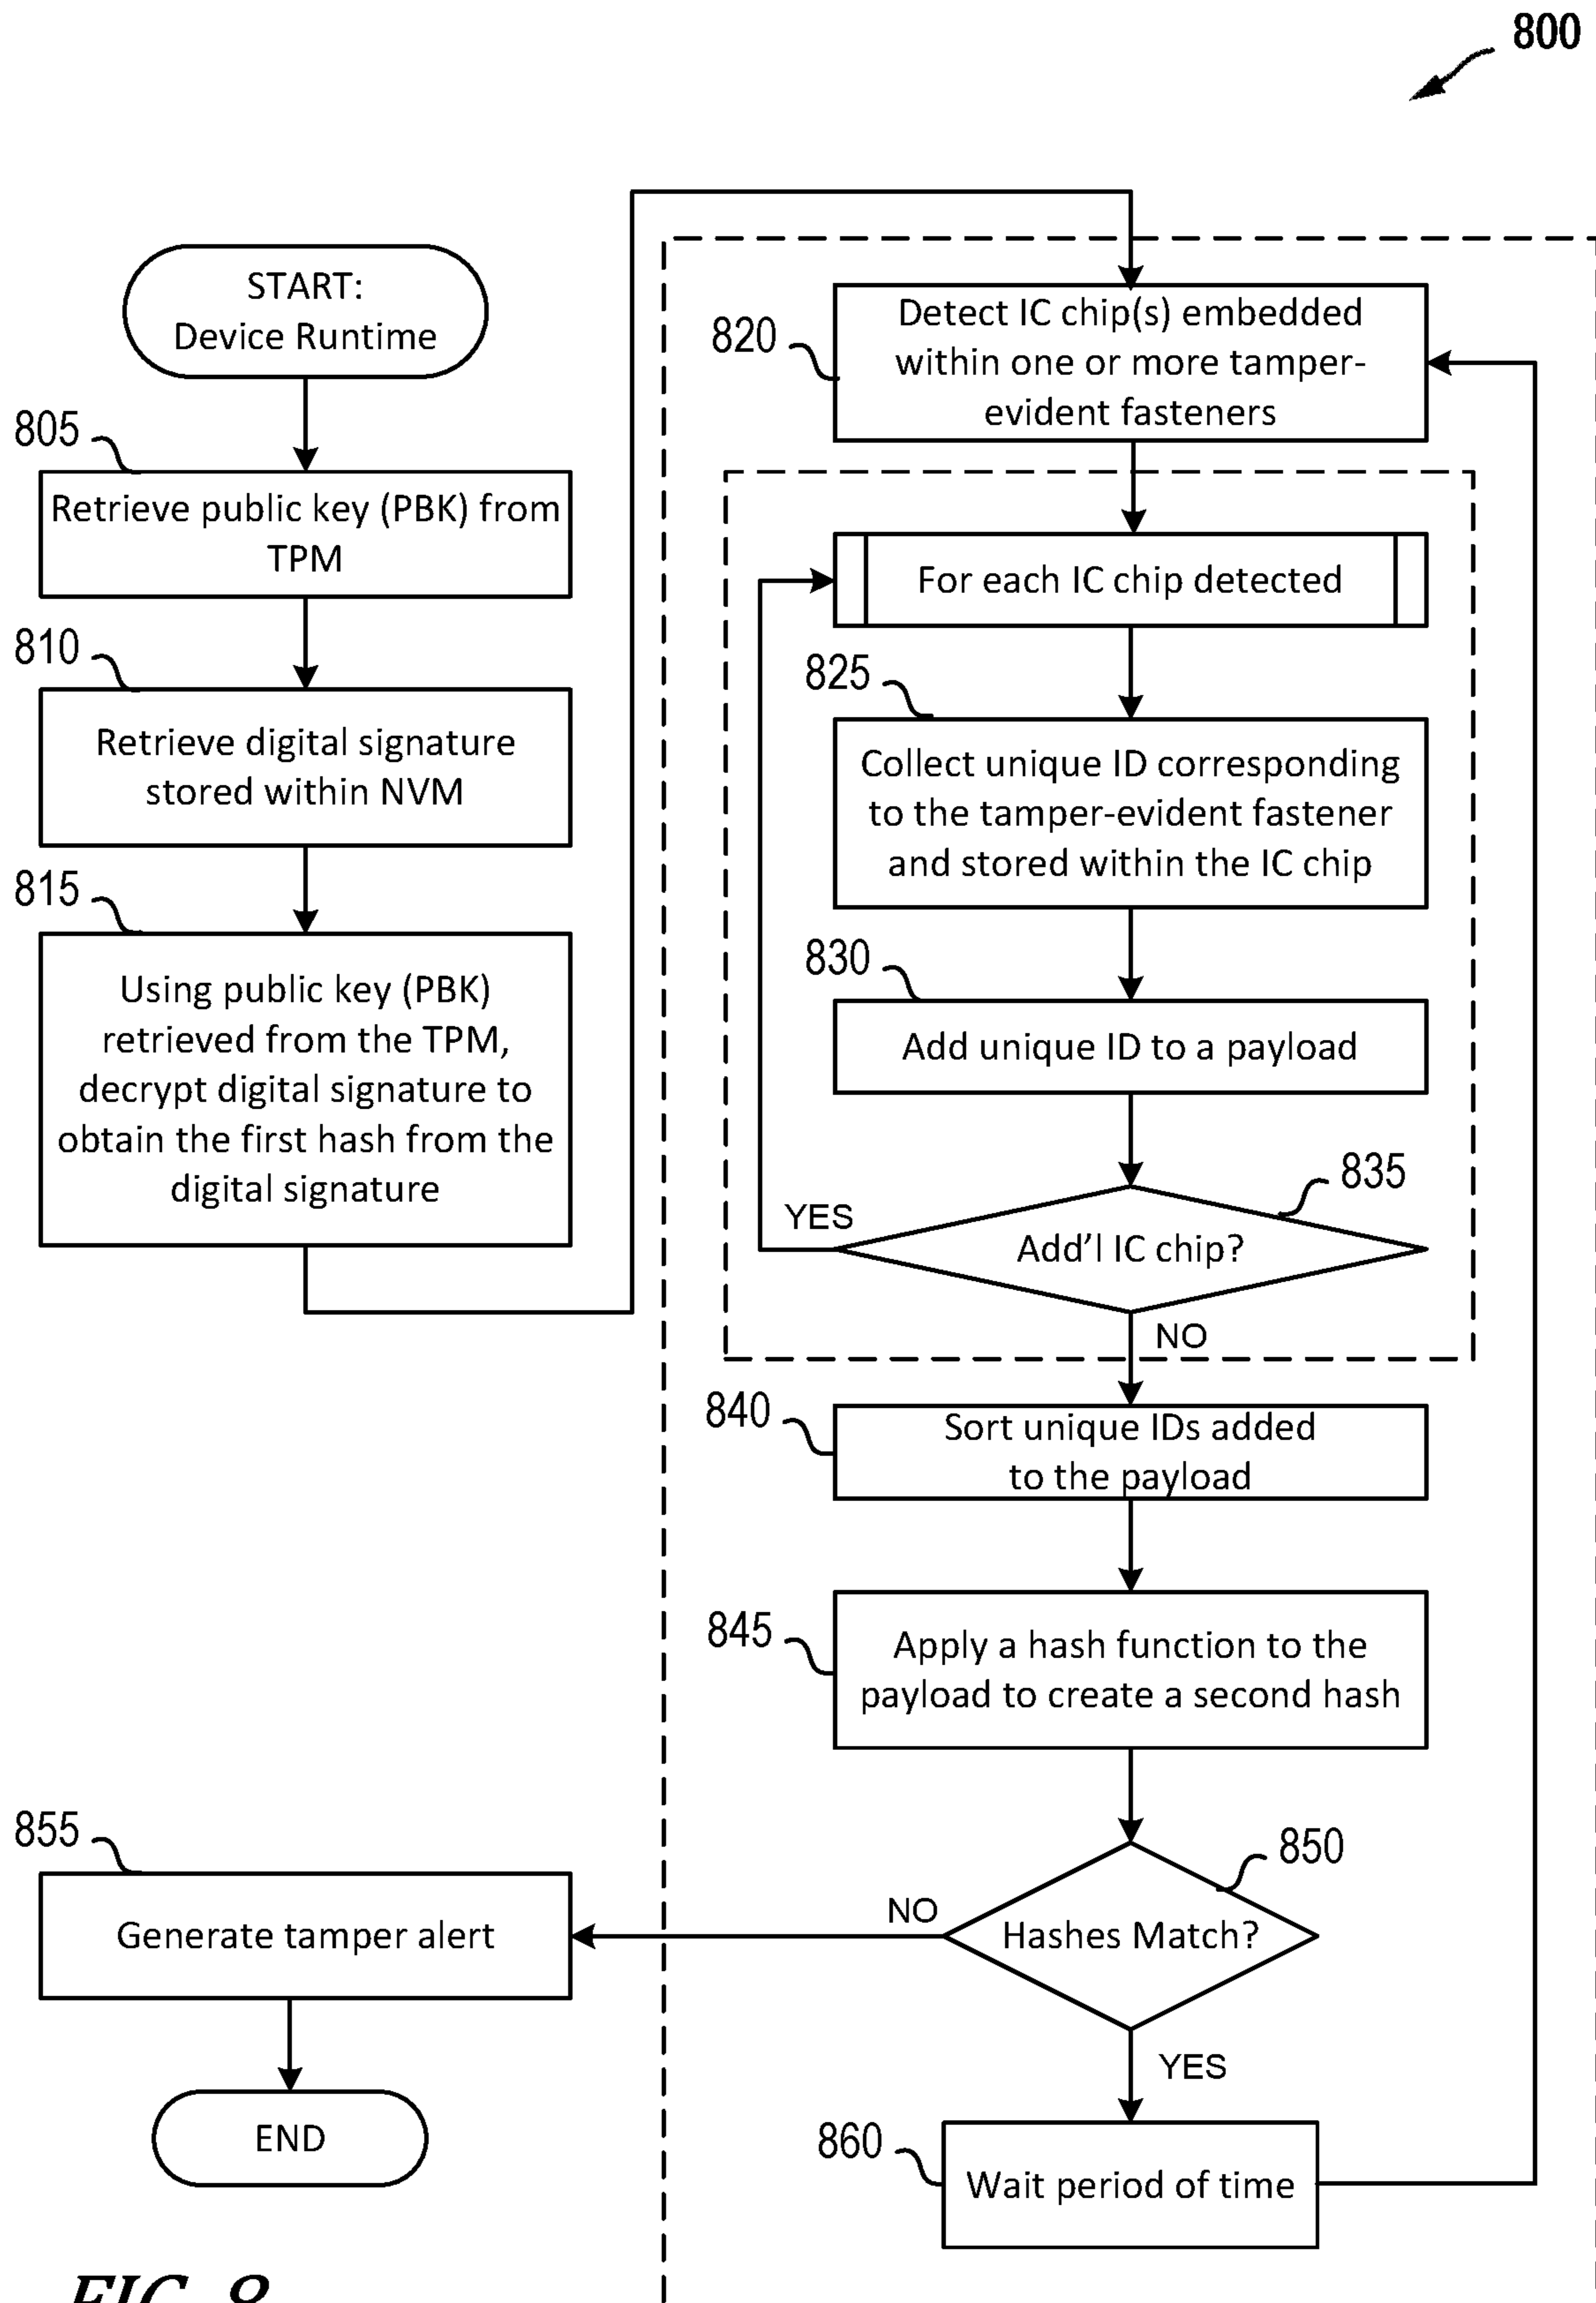 800
START:
Device Runtime
805
Retrieve public key (PBK) from
TPM
810
Retrieve digital signature
stored within NVM
815
Using public key (PBK)
retrieved from the TPM,
decrypt digital signature to
obtain the first hash from the
digital signature
820
Detect IC chip(s) embedded
within one or more tamper-
evident fasteners
For each IC chip detected
825
Collect unique ID corresponding
to the tamper-evident fastener
and stored within the IC chip
830
Add unique ID to a payload
835
Add'l IC chip?
YES
NO
840
Sort unique IDs added
to the payload
845
Apply a hash function to the
payload to create a second hash
850
Hashes Match?
NO
YES
855
Generate tamper alert
END
860
Wait period of time
FIG. 8